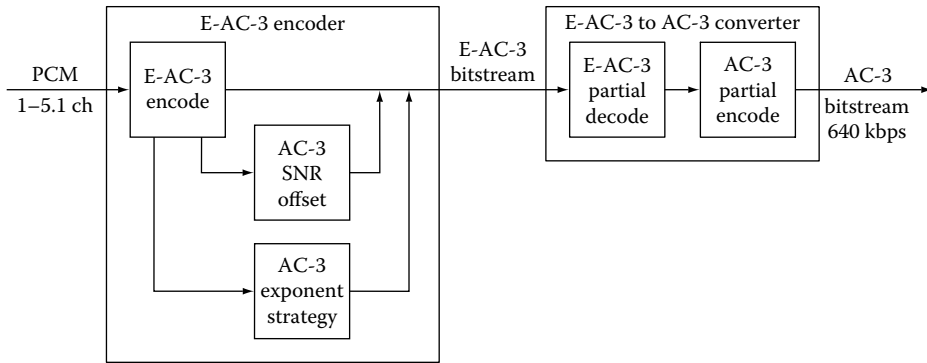 E-AC-3 encoder
E-AC-3 to AC-3 converter
PCM
1–5.1 ch
E-AC-3
encode
E-AC-3
bitstream
E-AC-3
partial
decode
AC-3
partial
encode
AC-3
bitstream
640 kbps
AC-3
SNR
offset
AC-3
exponent
strategy